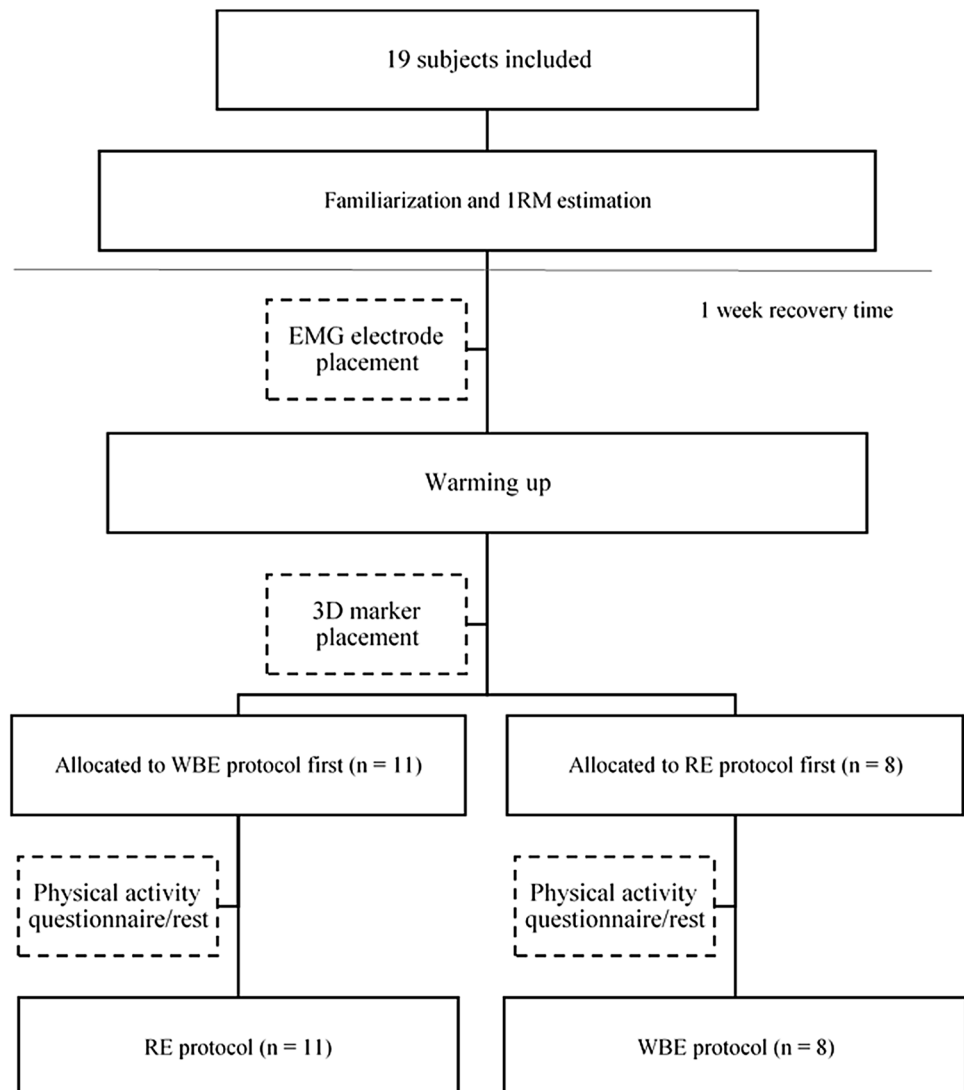 19 subjects included
Familiarization and 1RM estimation
1 week recovery time
EMG electrode
placement
Warming up
3D marker
placement
Allocated to WBE protocol first (n = 11)
Allocated to RE protocol first (n = 8)
Physical activity
questionnaire/rest
Physical activity
questionnaire/rest
RE protocol (n = 11)
WBE protocol (n = 8)